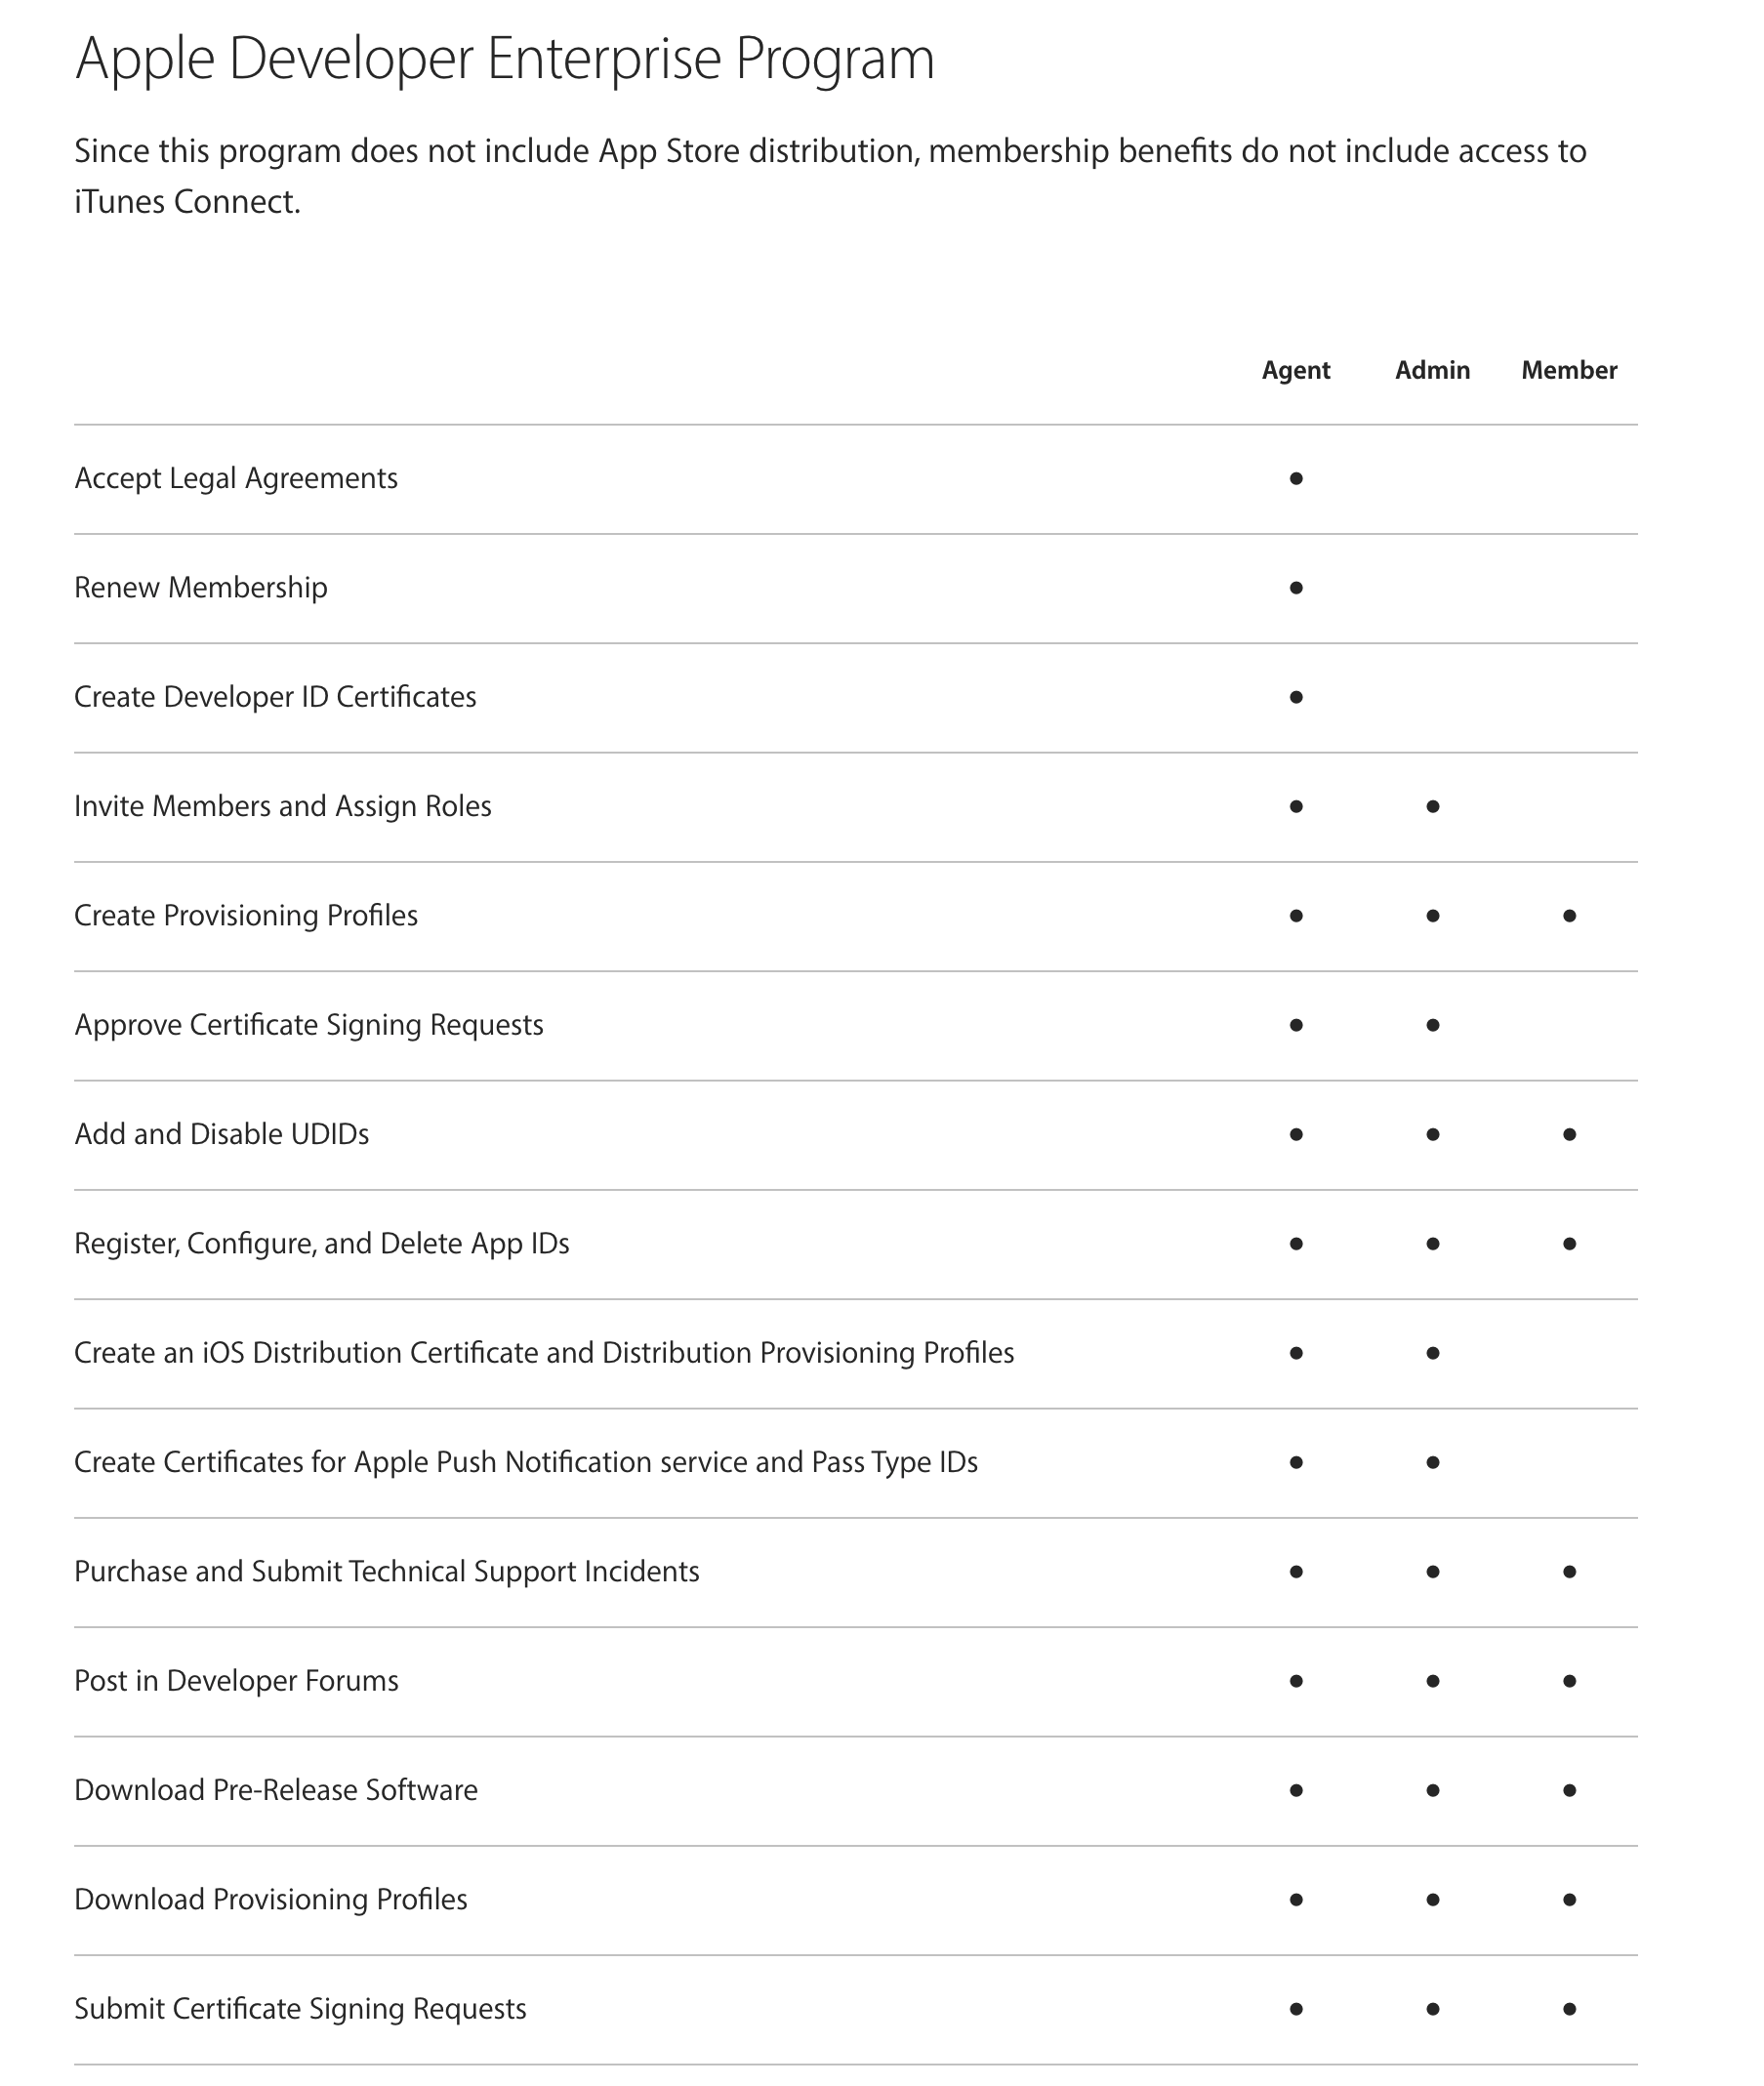 Apple Developer Enterprise Program
Since this program does not include App Store distribution, membership benefits do not include access to
iTunes Connect.
Agent Admin Member
Accept Legal Agreements •
Renew Membership •
Create Developer ID Certificates •
Invite Members and Assign Roles • •
Create Provisioning Profiles • • •
Approve Certificate Signing Requests • •
Add and Disable UDIDs • • •
Register, Configure, and Delete App IDs • • •
Create an iOS Distribution Certificate and Distribution Provisioning Profiles • •
Create Certificates for Apple Push Notification service and Pass Type IDs • •
Purchase and Submit Technical Support Incidents • • •
Post in Developer Forums • • •
Download Pre-Release Software • • •
Download Provisioning Profiles • • •
Submit Certificate Signing Requests • • •